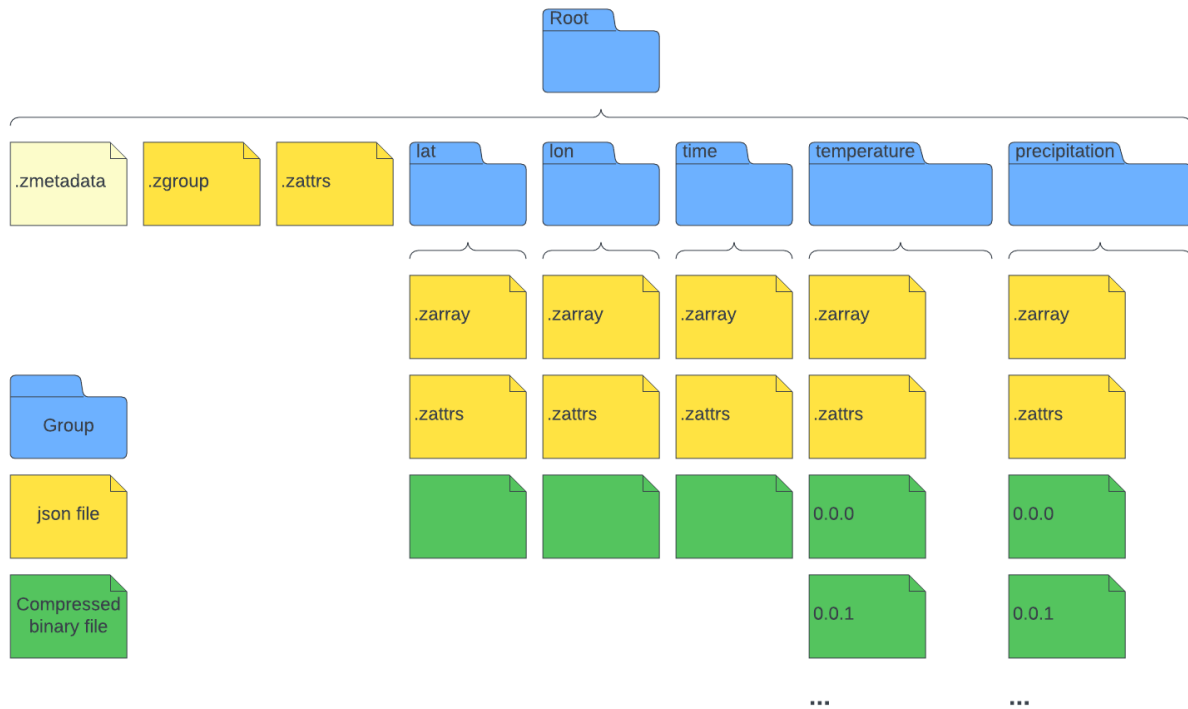 Root
.zmetadata
.zgroup
.zattrs
lat
lon
time
temperature
precipitation
.zarray
.zarray
.zarray
.zarray
.zarray
Group
.zattrs
.zattrs
.zattrs
.zattrs
.zattrs
json file
0.0.0
0.0.0
Compressed
binary file
0.0.1
0.0.1
...
...